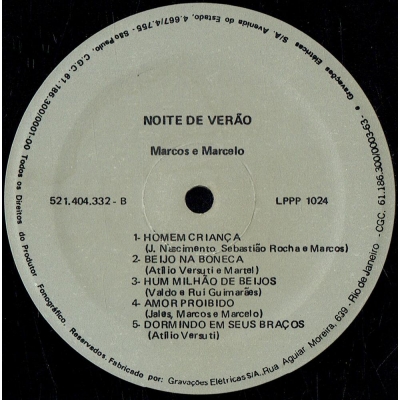 NOITE DE VERÃO
Marcos e Marcelo
521.404.332 - B
LPPP 1024
1- HOMEM CRIANÇA
(J. Nascimento, Sebastião Rocha e Marcos)
2- BEIJO NA BONECA
(Atílio Versuti e Martel)
3- HUM MILHÃO DE BEIJOS
(Valdo e Rui Guimarães)
4- AMOR PROIBIDO
(Jales, Marcos e Marcelo)
5- DORMINDO EM SEUS BRAÇOS
(Atílio Versuti)
Gravações Elétricas S/A, Avenida do Estado, 4.667/4.755- São Paulo, C.G.C. 61.186.300/0001-00 Todos os Direitos do Produtor Fonográfico. Reservados. Fabricado por: Gravações Elétricas S/A.,Rua Aguiar Moreira, 639 - Rio de Janeiro - CGC. 61.186.300/0003-63- e